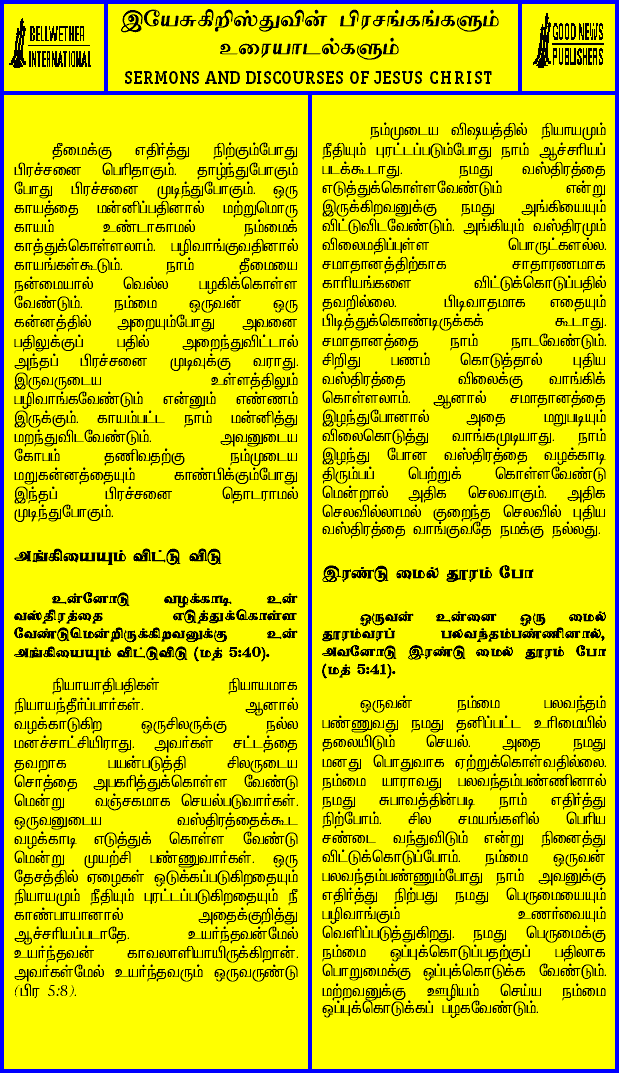 BELLWETHER
INTERNATIONAL
இயேசுகிறிஸ்துவின் பிரசங்கங்களும்
உரையாடல்களும்
SERMONS AND DISCOURSES OF JESUS CHRIST
GOOD NEWS
PUBLISHERS
தீமைக்கு எதிர்த்து நிற்கும்போது
பிரச்சனை பெரிதாகும். தாழ்ந்துபோகும்
போது பிரச்சனை முடிந்துபோகும். ஒரு
காயத்தை மன்னிப்பதினால் மற்றுமொரு
காயம் உண்டாகாமல் நம்மைக்
காத்துக்கொள்ளலாம். பழிவாங்குவதினால்
காயங்கள்கூடும். நாம் தீமையை
நன்மையால் வெல்ல பழகிக்கொள்ள
வேண்டும். நம்மை ஒருவன் ஒரு
கன்னத்தில் அறையும்போது அவனை
பதிலுக்குப் பதில் அறைந்துவிட்டால்
அந்தப் பிரச்சனை முடிவுக்கு வராது.
இருவருடைய உள்ளத்திலும்
பழிவாங்கவேண்டும் என்னும் எண்ணம்
இருக்கும். காயம்பட்ட நாம் மன்னித்து
மறந்துவிடவேண்டும். அவனுடைய
கோபம் தணிவதற்கு நம்முடைய
மறுகன்னத்தையும் காண்பிக்கும்போது
இந்தப் பிரச்சனை தொடராமல்
முடிந்துபோகும்.
அங்கியையும் விட்டு விடு
உன்னோடு வழக்காடி உன்
வஸ்திரத்தை எடுத்துக்கொள்ள
வேண்டுமென்றிருக்கிறவனுக்கு உன்
அங்கியையும் விட்டுவிடு (மத் 5:40).
நியாயாதிபதிகள் நியாயமாக
நியாயந்தீர்ப்பார்கள். ஆனால்
வழக்காடுகிற ஒருசிலருக்கு நல்ல
மனச்சாட்சியிராது. அவர்கள் சட்டத்தை
தவறாக பயன்படுத்தி சிலருடைய
சொத்தை அபகரித்துக்கொள்ள வேண்டு
மென்று வஞ்சகமாக செயல்படுவார்கள்.
ஒருவனுடைய வஸ்திரத்தைக்கூட
வழக்காடி எடுத்துக் கொள்ள வேண்டு
மென்று முயற்சி பண்ணுவார்கள். ஒரு
தேசத்தில் ஏழைகள் ஒடுக்கப்படுகிறதையும்
நியாயமும் நீதியும் புரட்டப்படுகிறதையும் நீ
காண்பாயானால் அதைக்குறித்து
ஆச்சரியப்படாதே. உயர்ந்தவன்மேல்
உயர்ந்தவன் காவலாளியாயிருக்கிறான்.
அவர்கள்மேல் உயர்ந்தவரும் ஒருவருண்டு
(பிர 5:8).
நம்முடைய விஷயத்தில் நியாயமும்
நீதியும் புரட்டப்படும்போது நாம் ஆச்சரியப்
படக்கூடாது. நமது வஸ்திரத்தை
எடுத்துக்கொள்ளவேண்டும் என்று
இருக்கிறவனுக்கு நமது அங்கியையும்
விட்டுவிடவேண்டும். அங்கியும் வஸ்திரமும்
விலைமதிப்புள்ள பொருட்களல்ல.
சமாதானத்திற்காக சாதாரணமாக
காரியங்களை விட்டுக்கொடுப்பதில்
தவறில்லை. பிடிவாதமாக எதையும்
பிடித்துக்கொண்டிருக்கக் கூடாது.
சமாதானத்தை நாம் நாடவேண்டும்.
சிறிது பணம் கொடுத்தால் புதிய
வஸ்திரத்தை விலைக்கு வாங்கிக்
கொள்ளலாம். ஆனால் சமாதானத்தை
இழந்துபோனால் அதை மறுபடியும்
விலைகொடுத்து வாங்கமுடியாது. நாம்
இழந்து போன வஸ்திரத்தை வழக்காடி
திரும்பப் பெற்றுக் கொள்ளவேண்டு
மென்றால் அதிக செலவாகும். அதிக
செலவில்லாமல் குறைந்த செலவில் புதிய
வஸ்திரத்தை வாங்குவதே நமக்கு நல்லது.
இரண்டு மைல் தூரம் போ
ஒருவன் உன்னை ஒரு மைல்
தூரம்வரப் பலவந்தம்பண்ணினால்,
அவனோடு இரண்டு மைல் தூரம் போ
(மத் 5:41).
ஒருவன் நம்மை பலவந்தம்
பண்ணுவது நமது தனிப்பட்ட உரிமையில்
தலையிடும் செயல். அதை நமது
மனது பொதுவாக ஏற்றுக்கொள்வதில்லை.
நம்மை யாராவது பலவந்தம்பண்ணினால்
நமது சுபாவத்தின்படி நாம் எதிர்த்து
நிற்போம். சில சமயங்களில் பெரிய
சண்டை வந்துவிடும் என்று நினைத்து
விட்டுக்கொடுப்போம். நம்மை ஒருவன்
பலவந்தம்பண்ணும்போது நாம் அவனுக்கு
எதிர்த்து நிற்பது நமது பெருமையையும்
பழிவாங்கும் உணர்வையும்
வெளிப்படுத்துகிறது. நமது பெருமைக்கு
நம்மை ஒப்புக்கொடுப்பதற்குப் பதிலாக
பொறுமைக்கு ஒப்புக்கொடுக்க வேண்டும்.
மற்றவனுக்கு ஊழியம் செய்ய நம்மை
ஒப்புக்கொடுக்கப் பழகவேண்டும்.